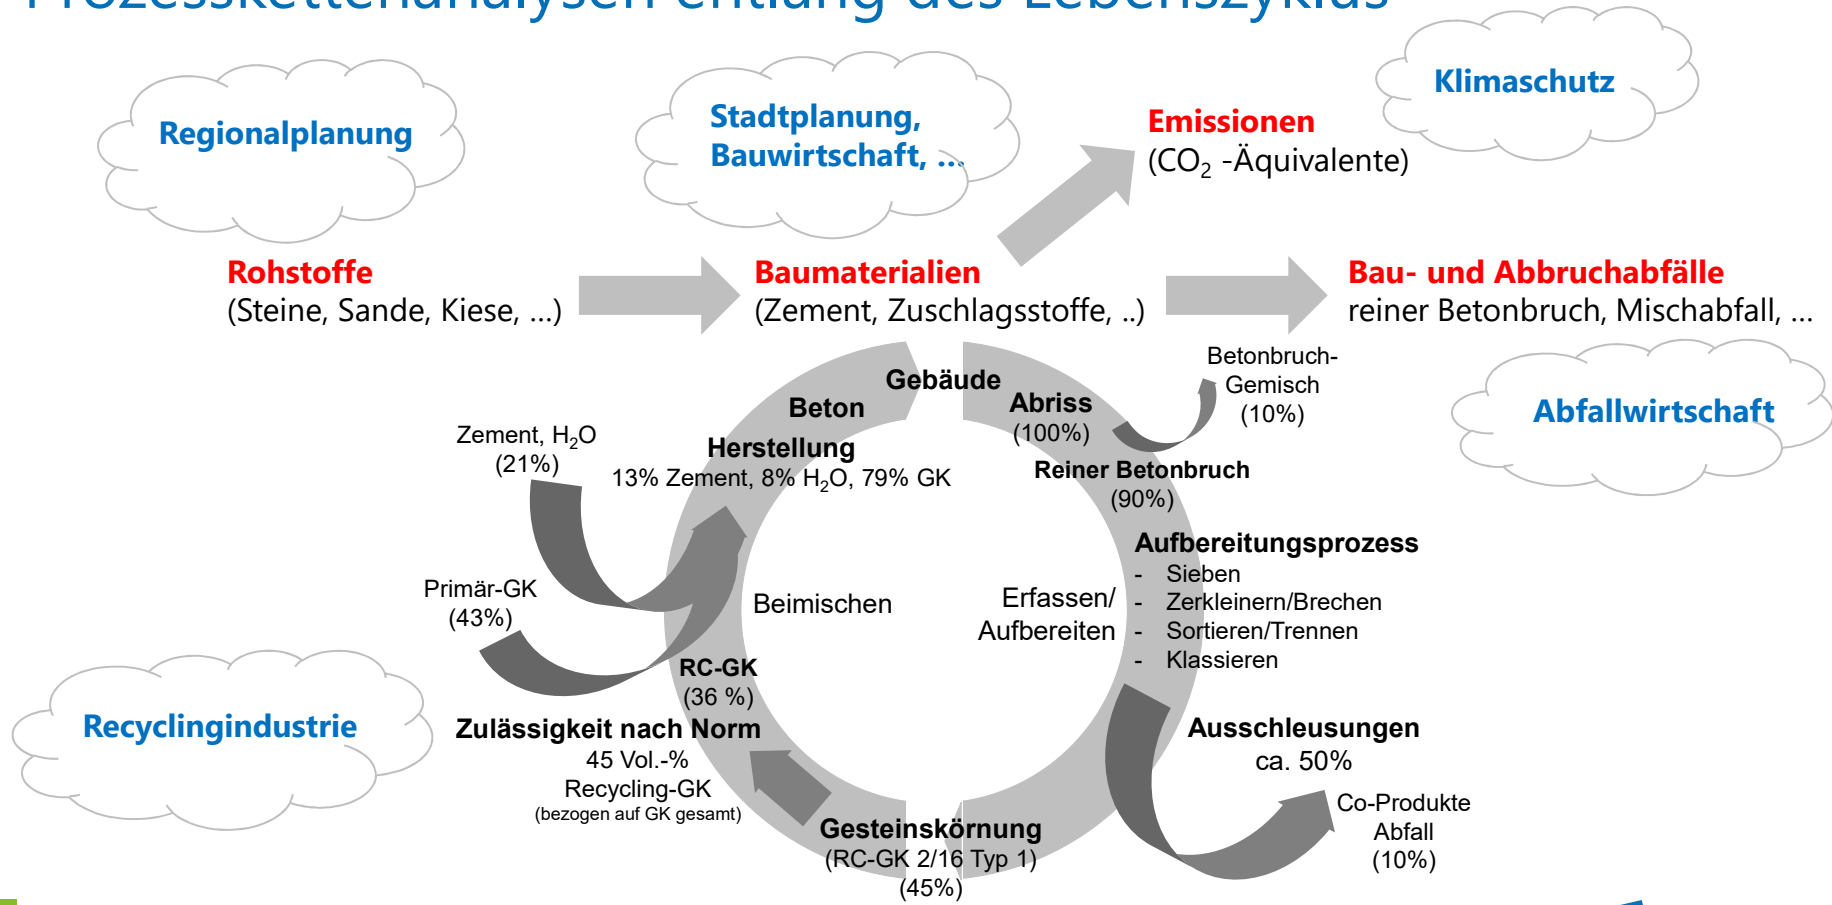 Prozesskettenanalysen entlang des Lebenszyklus
Regionalplanung
Stadtplanung,
Bauwirtschaft, ...
Klimaschutz
Emissionen
(CO₂ -Äquivalente)
Rohstoffe
(Steine, Sande, Kiese, ...)
Baumaterialien
(Zement, Zuschlagsstoffe, ..)
Bau- und Abbruchabfälle
reiner Betonbruch, Mischabfall, ...
Abfallwirtschaft
Gebäude
Beton
Herstellung
13% Zement, 8% H₂O, 79% GK
Zement, H₂O
(21%)
Primär-GK
(43%)
Beimischen
RC-GK
(36 %)
Zulässigkeit nach Norm
45 Vol.-%
Recycling-GK
(bezogen auf GK gesamt)
Recyclingindustrie
Abriss
(100%)
Betonbruch-
Gemisch
(10%)
Reiner Betonbruch
(90%)
Aufbereitungsprozess
- Sieben
- Zerkleinern/Brechen
- Sortieren/Trennen
- Klassieren
Erfassen/
Aufbereiten
Ausschleusungen
ca. 50%
Co-Produkte
Abfall
(10%)
Gesteinskörnung
(RC-GK 2/16 Typ 1)
(45%)